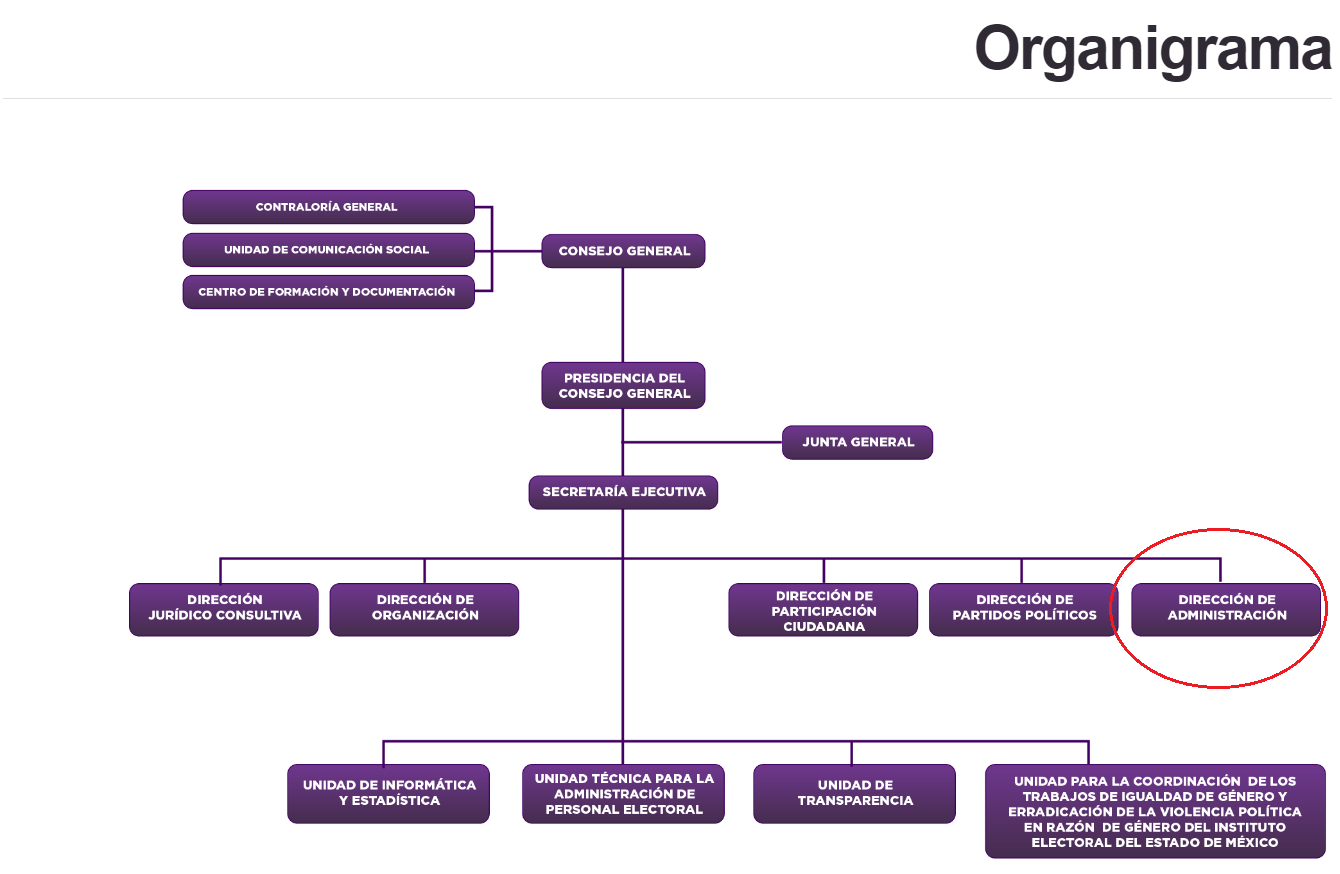 Organigrama
CONTRALORÍA GENERAL
UNIDAD DE COMUNICACIÓN SOCIAL
CENTRO DE FORMACIÓN Y DOCUMENTACIÓN
CONSEJO GENERAL
PRESIDENCIA DEL
CONSEJO GENERAL
JUNTA GENERAL
SECRETARÍA EJECUTIVA
DIRECCIÓN
JURÍDICO CONSULTIVA
DIRECCIÓN DE
ORGANIZACIÓN
DIRECCIÓN DE
PARTICIPACIÓN
CIUDADANA
DIRECCIÓN DE
PARTIDOS POLÍTICOS
DIRECCIÓN DE
ADMINISTRACIÓN
UNIDAD DE INFORMÁTICA
Y ESTADÍSTICA
UNIDAD TÉCNICA PARA LA
ADMINISTRACIÓN DE
PERSONAL ELECTORAL
UNIDAD DE
TRANSPARENCIA
UNIDAD PARA LA COORDINACIÓN DE LOS
TRABAJOS DE IGUALDAD DE GÉNERO Y
ERRADICACIÓN DE LA VIOLENCIA POLÍTICA
EN RAZÓN DE GÉNERO DEL INSTITUTO
ELECTORAL DEL ESTADO DE MÉXICO